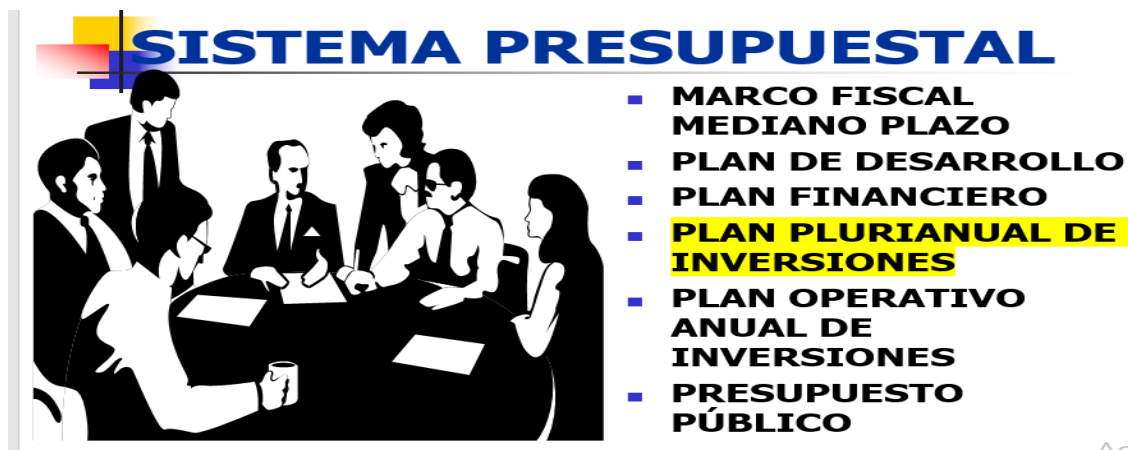 SISTEMA PRESUPUESTAL
MARCO FISCAL
MEDIANO PLAZO
PLAN DE DESARROLLO
PLAN FINANCIERO
PLAN PLURIANUAL DE
INVERSIONES
PLAN OPERATIVO
ANUAL DE
INVERSIONES
PRESUPUESTO
PÚBLICO